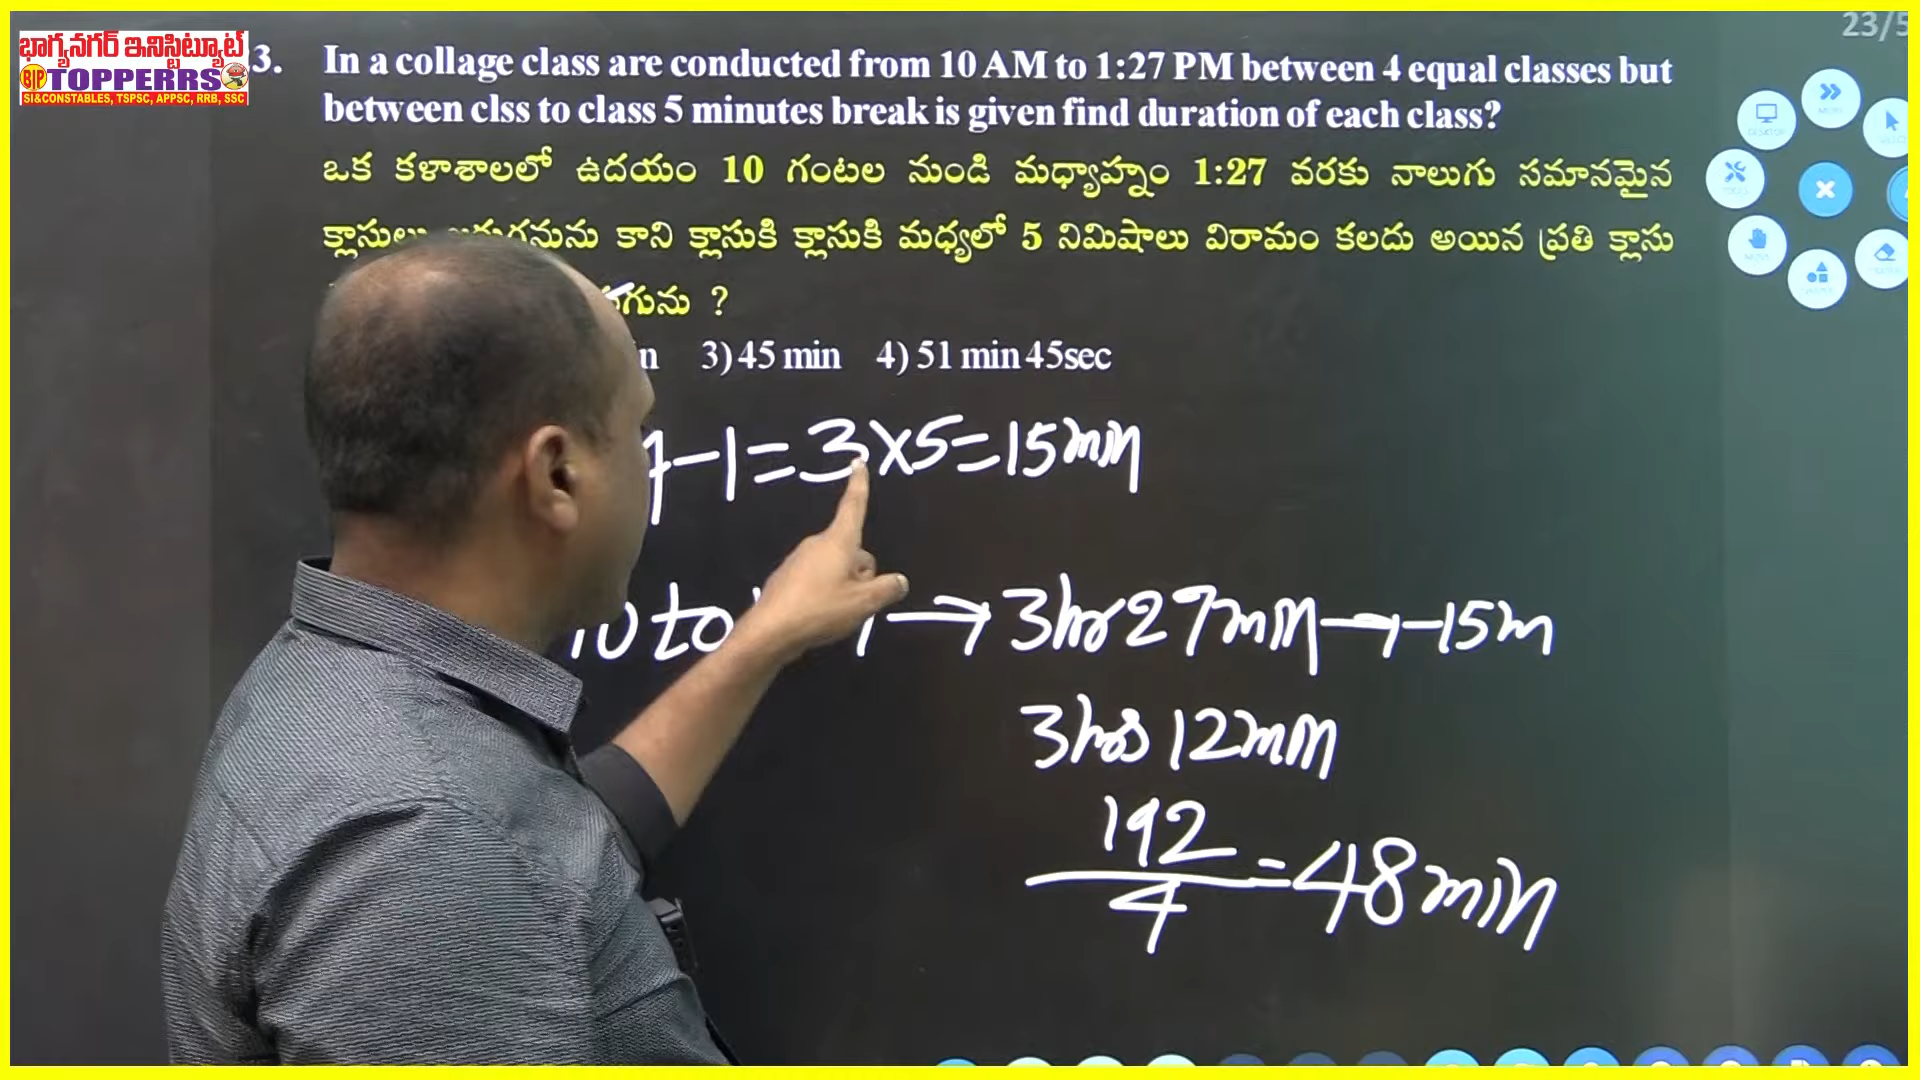 భాగ్యనగర్ ఇనిస్టిట్యూట్
BIP TOPPERRS
SI&CONSTABLES, TSPSC, APPSC, RRB, SSC
23/5
3. In a collage class are conducted from 10 AM to 1:27 PM between 4 equal classes but
between clss to class 5 minutes break is given find duration of each class?
ఒక కళాశాలలో ఉదయం 10 గంటల నుండి మధ్యాహ్నం 1:27 వరకు నాలుగు సమానమైన
క్లాసులు కాని క్లాసుకి క్లాసుకి మధ్యలో 5 నిమిషాలు విరామం కలదు అయిన ప్రతి క్లాసు
?
3) 45 min 4) 51 min 45sec
4-1=3×5=15min
10 to → 3hr27min → -15m
3hrs 12min
192/4 = 48min